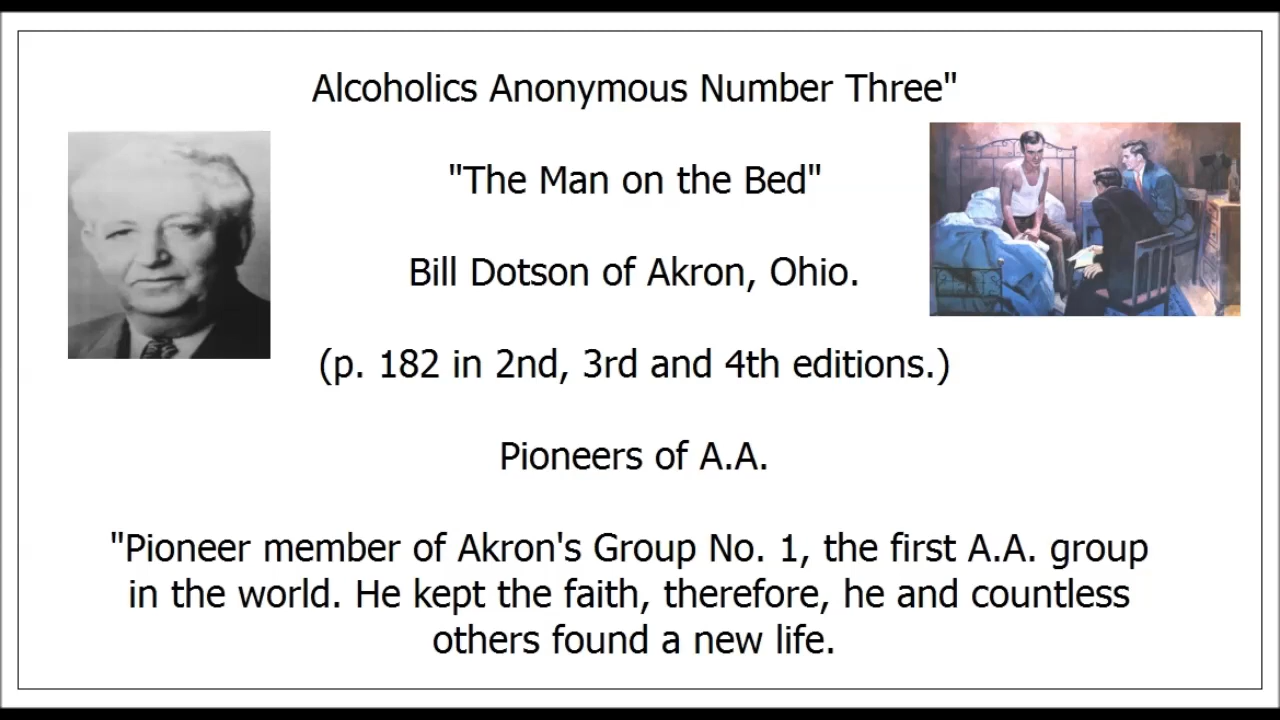 Alcoholics Anonymous Number Three"
"The Man on the Bed"
Bill Dotson of Akron, Ohio.
(p. 182 in 2nd, 3rd and 4th editions.)
Pioneers of A.A.
"Pioneer member of Akron's Group No. 1, the first A.A. group
in the world. He kept the faith, therefore, he and countless
others found a new life.